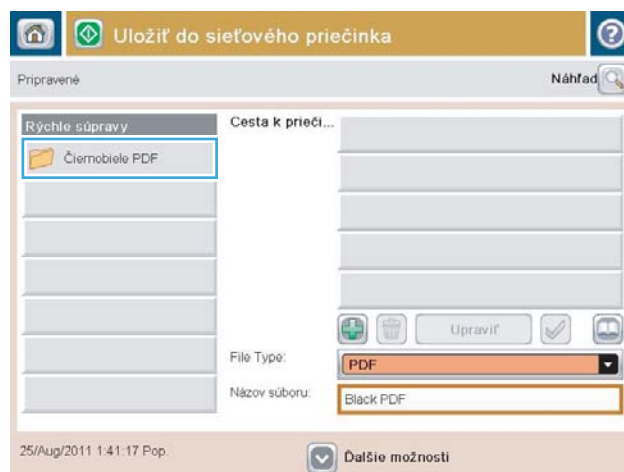 Uložiť do sieťového priečinka
Pripravené
Náhľad
Rýchle súpravy
Čiernobiele PDF
Cesta k prieči...
Upraviť
File Type:
PDF
Názov súboru:
Black PDF
25/Aug/2011 1:41:17 Pop.
Ďalšie možnosti